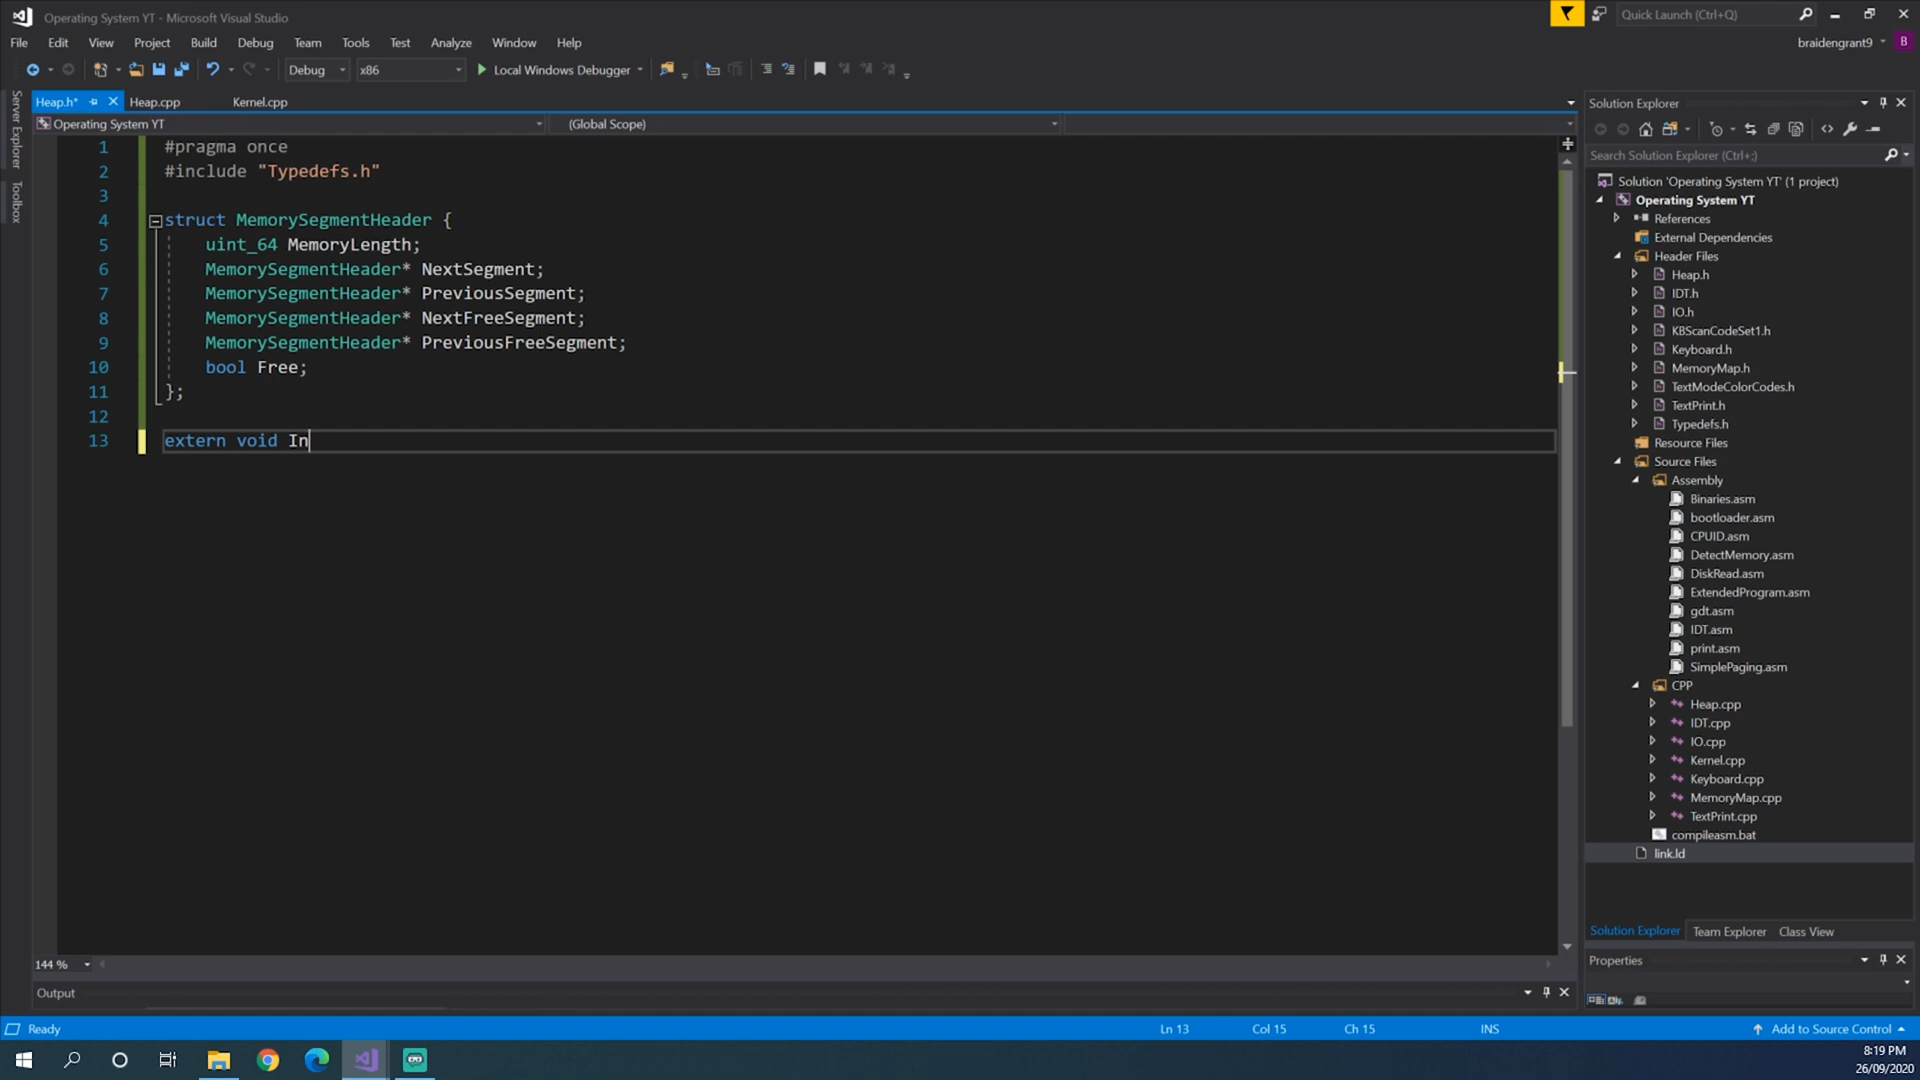 Operating System YT - Microsoft Visual Studio
Quick Launch (Ctrl+Q)
File Edit View Project Build Debug Team Tools Test Analyze Window Help
braidengrant9 B
Debug x86 Local Windows Debugger
Server Explorer
Toolbox
Heap.h* Heap.cpp Kernel.cpp
Operating System YT (Global Scope)
1 #pragma once
2 #include "Typedefs.h"
3
4 struct MemorySegmentHeader {
5 uint_64 MemoryLength;
6 MemorySegmentHeader* NextSegment;
7 MemorySegmentHeader* PreviousSegment;
8 MemorySegmentHeader* NextFreeSegment;
9 MemorySegmentHeader* PreviousFreeSegment;
10 bool Free;
11 };
12
13 extern void In
144 %
Output
Solution Explorer
Search Solution Explorer (Ctrl+;)
Solution 'Operating System YT' (1 project)
Operating System YT
References
External Dependencies
Header Files
Heap.h
IDT.h
IO.h
KBScanCodeSet1.h
Keyboard.h
MemoryMap.h
TextModeColorCodes.h
TextPrint.h
Typedefs.h
Resource Files
Source Files
Assembly
Binaries.asm
bootloader.asm
CPUID.asm
DetectMemory.asm
DiskRead.asm
ExtendedProgram.asm
gdt.asm
IDT.asm
print.asm
SimplePaging.asm
CPP
Heap.cpp
IDT.cpp
IO.cpp
Kernel.cpp
Keyboard.cpp
MemoryMap.cpp
TextPrint.cpp
compileasm.bat
link.ld
Solution Explorer Team Explorer Class View
Properties
Ready Ln 13 Col 15 Ch 15 INS Add to Source Control
8:19 PM
26/09/2020